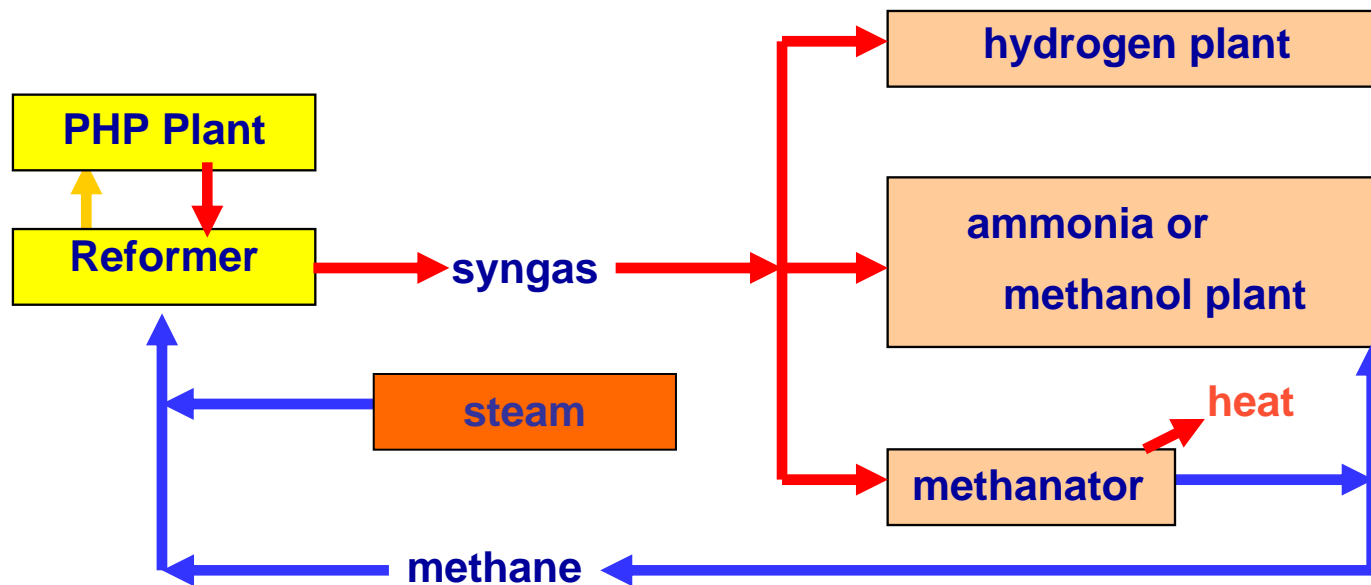 hydrogen plant
PHP Plant
Reformer
syngas
ammonia or
methanol plant
steam
heat
methanator
methane